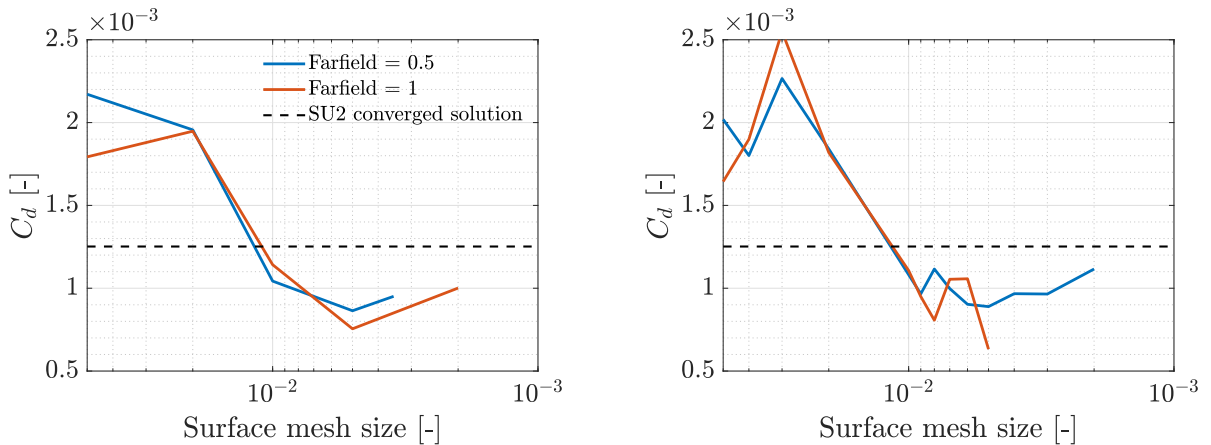 ×10⁻³
2.5
2
1.5
1
0.5
C_d [-]
10⁻²
10⁻³
Surface mesh size [-]
Farfield = 0.5
Farfield = 1
SU2 converged solution
×10⁻³
2.5
2
1.5
1
0.5
C_d [-]
10⁻²
10⁻³
Surface mesh size [-]